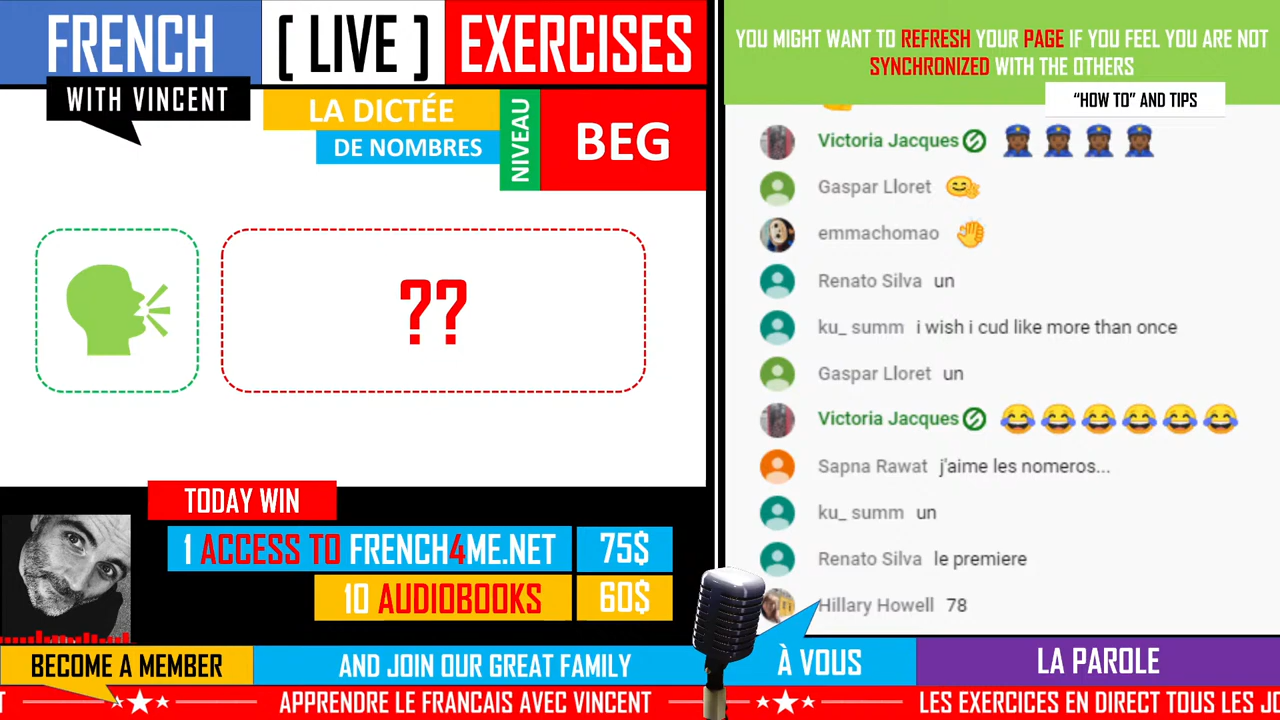 FRENCH
WITH VINCENT
[ LIVE ]
EXERCISES
LA DICTÉE
DE NOMBRES
NIVEAU
BEG
??
TODAY WIN
1 ACCESS TO FRENCH4ME.NET
75$
10 AUDIOBOOKS
60$
YOU MIGHT WANT TO REFRESH YOUR PAGE IF YOU FEEL YOU ARE NOT
SYNCHRONIZED WITH THE OTHERS
“HOW TO” AND TIPS
Victoria Jacques
Gaspar Lloret
emmachomao
Renato Silva un
ku_ summ i wish i cud like more than once
Gaspar Lloret un
Victoria Jacques
Sapna Rawat j'aime les nomeros...
ku_ summ un
Renato Silva le premiere
Hillary Howell 78
BECOME A MEMBER
AND JOIN OUR GREAT FAMILY
À VOUS
LA PAROLE
T
APPRENDRE LE FRANCAIS AVEC VINCENT
LES EXERCICES EN DIRECT TOUS LES JO